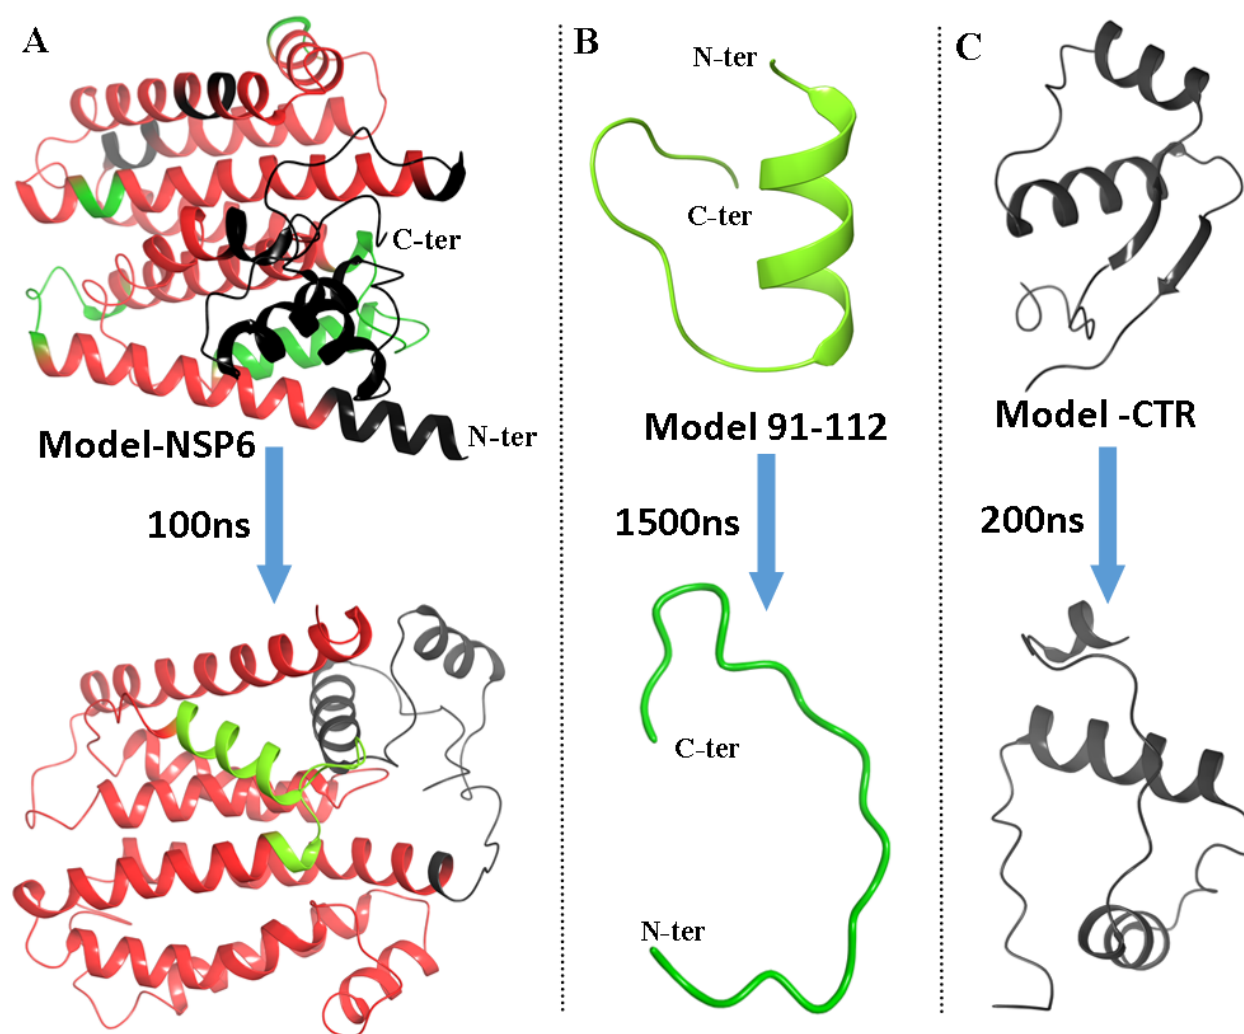 A
C-ter
N-ter
Model-NSP6
100ns
B
N-ter
C-ter
Model 91-112
1500ns
C-ter
N-ter
C
Model -CTR
200ns